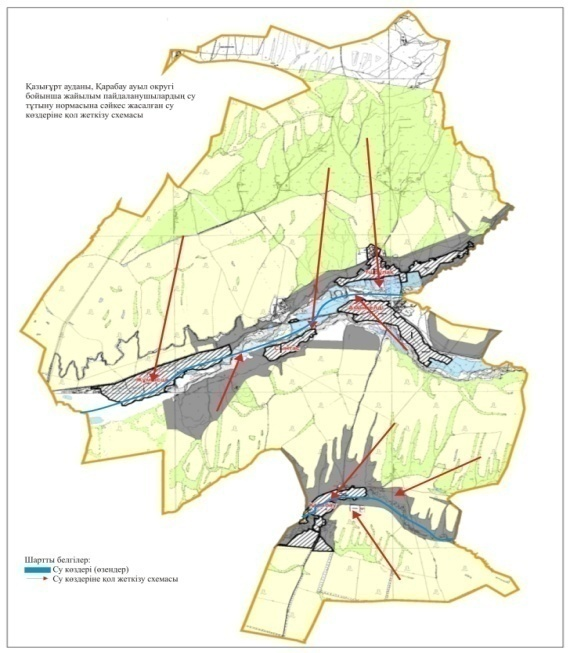 Қазығұрт ауданы, Қарабау ауыл округі
бойынша жайылым пайдаланушылардың су
тұтыну нормасына сәйкес жасалған су
көздеріне қол жеткізу схемасы
Шартты белгілер:
Су көздері (өзендер)
Су көздеріне қол жеткізу схемасы